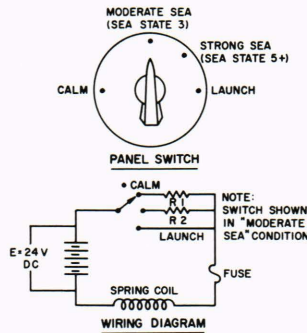 MODERATE SEA
(SEA STATE 3)
STRONG SEA
(SEA STATE 5+)
CALM
LAUNCH
PANEL SWITCH
CALM
R 1
R 2
LAUNCH
NOTE:
SWITCH SHOWN
IN "MODERATE
SEA" CONDITION
E=24V
DC
FUSE
SPRING COIL
WIRING DIAGRAM